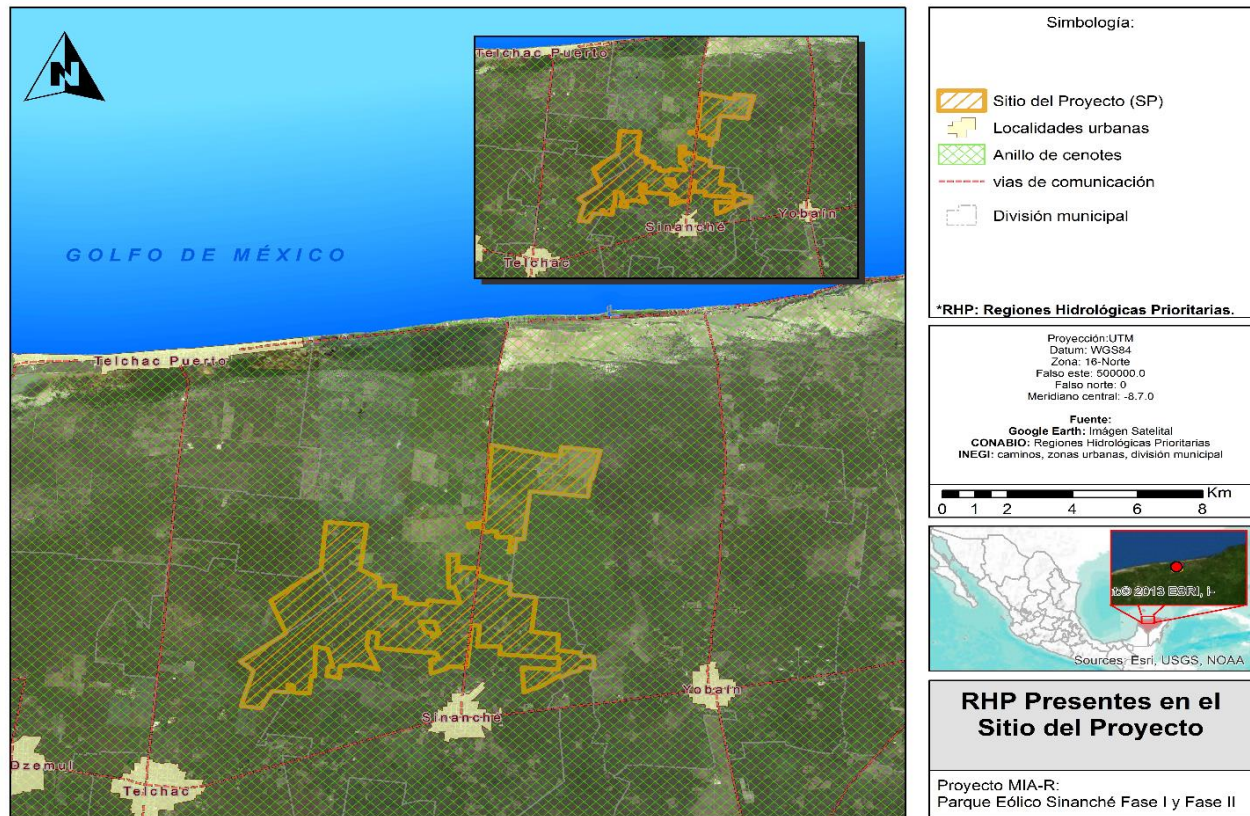 N
Telchac Puerto
Sinanché
Yobaín
Telchac
GOLFO DE MÉXICO
Telchac Puerto
Yobaín
Sinanché
Dzemul
Telchac
Simbología:
Sitio del Proyecto (SP)
Localidades urbanas
Anillo de cenotes
vias de comunicación
División municipal
*RHP: Regiones Hidrológicas Prioritarias.
Proyección:UTM
Datum: WGS84
Zona: 16-Norte
Falso este: 500000.0
Falso norte: 0
Meridiano central: -8.7.0
Fuente:
Google Earth: Imágen Satelital
CONABIO: Regiones Hidrológicas Prioritarias
INEGI: caminos, zonas urbanas, división municipal
Km
0 1 2 4 6 8
© 2013 ESRI, i-
Sources: Esri, USGS, NOAA
RHP Presentes en el
Sitio del Proyecto
Proyecto MIA-R:
Parque Eólico Sinanché Fase I y Fase II